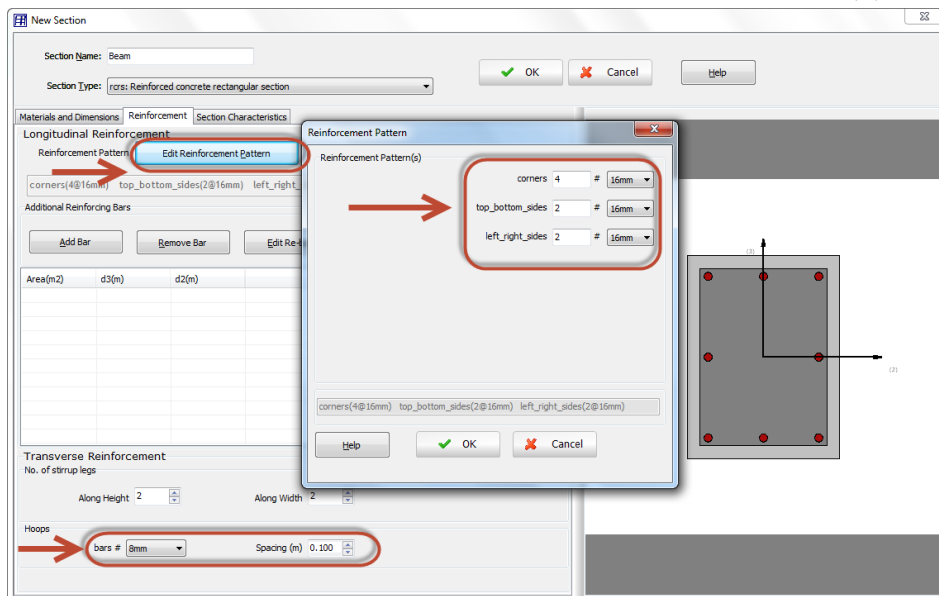 New Section
Section Name: Beam
Section Type: rcrs: Reinforced concrete rectangular section
OK
Cancel
Help
Materials and Dimensions
Reinforcement
Section Characteristics
Longitudinal Reinforcement
Reinforcement Pattern
Edit Reinforcement Pattern
corners(4@16mm) top_bottom_sides(2@16mm) left_right_
Additional Reinforcing Bars
Add Bar
Remove Bar
Area(m2) d3(m) d2(m)
Reinforcement Pattern
Reinforcement Pattern(s)
corners 4 # 16mm
top_bottom_sides 2 # 16mm
left_right_sides 2 # 16mm
corners(4@16mm) top_bottom_sides(2@16mm) left_right_sides(2@16mm)
Help
OK
Cancel
Transverse Reinforcement
No. of stirrup legs
Along Height 2
Along Width 2
Hoops
bars # 8mm
Spacing (m) 0.100
(3)
(2)